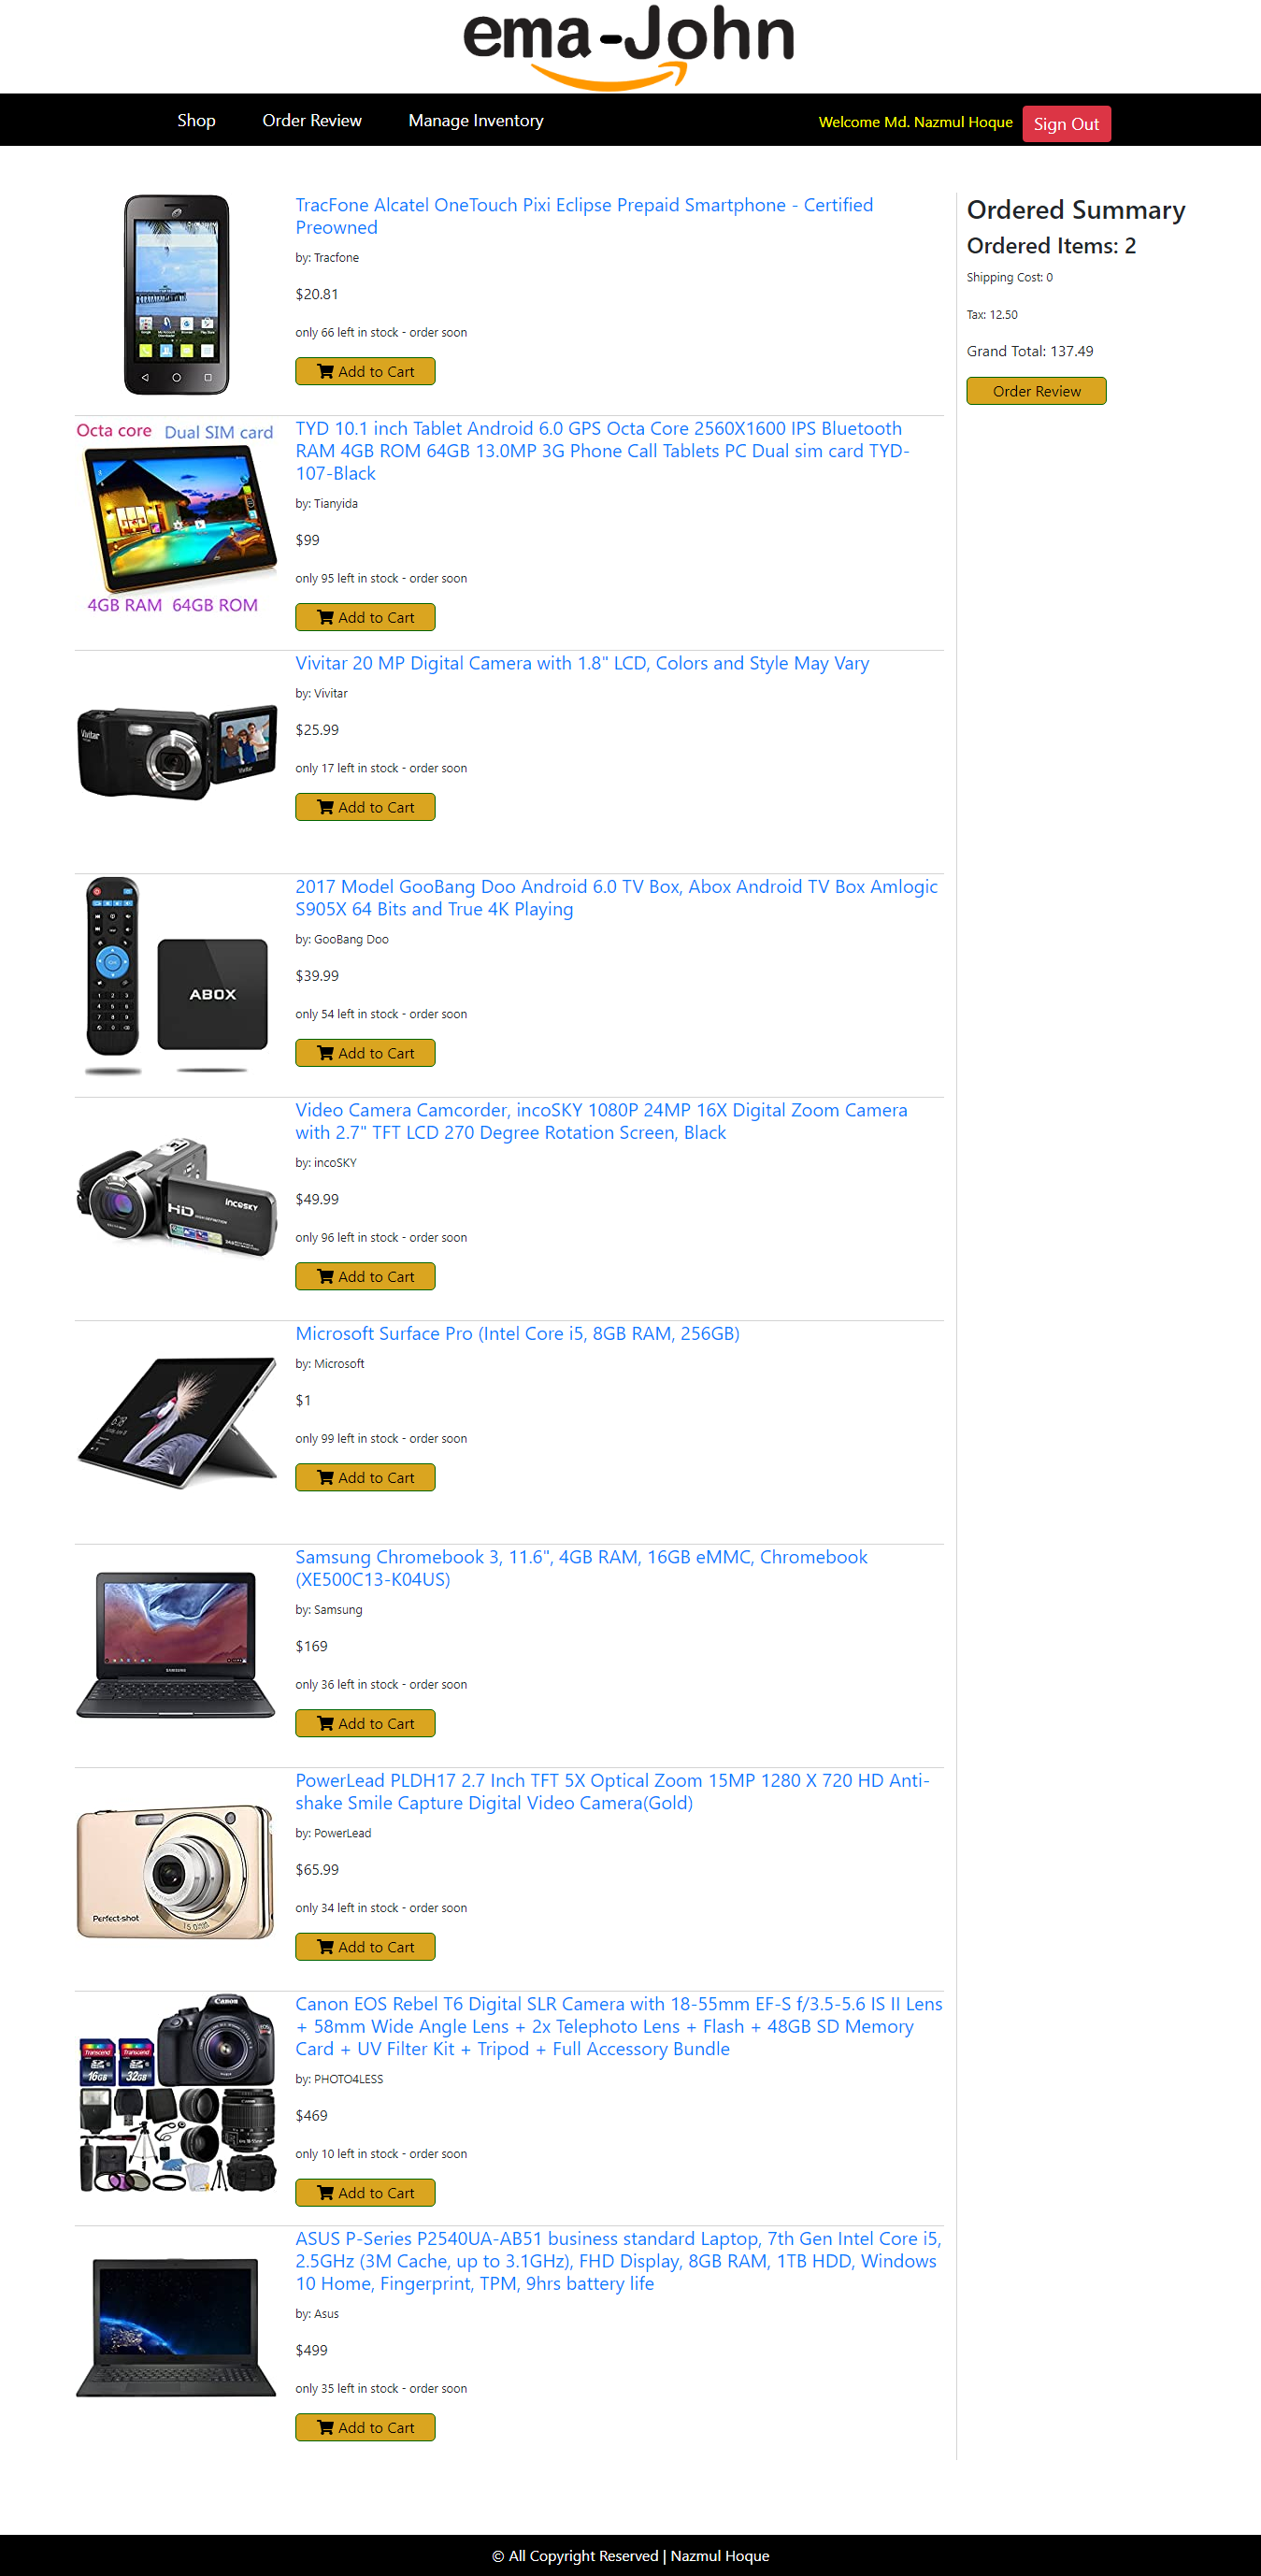 ema-John
Shop
Order Review
Manage Inventory
Welcome Md. Nazmul Hoque
Sign Out
TracFone Alcatel OneTouch Pixi Eclipse Prepaid Smartphone - Certified
Preowned
by: Tracfone
$20.81
only 66 left in stock - order soon
Add to Cart
Octa core Dual SIM card
4GB RAM 64GB ROM
TYD 10.1 inch Tablet Android 6.0 GPS Octa Core 2560X1600 IPS Bluetooth
RAM 4GB ROM 64GB 13.0MP 3G Phone Call Tablets PC Dual sim card TYD-
107-Black
by: Tianyida
$99
only 95 left in stock - order soon
Add to Cart
Vivitar
Vivitar
Vivitar 20 MP Digital Camera with 1.8" LCD, Colors and Style May Vary
by: Vivitar
$25.99
only 17 left in stock - order soon
Add to Cart
ABOX
2017 Model GooBang Doo Android 6.0 TV Box, Abox Android TV Box Amlogic
S905X 64 Bits and True 4K Playing
by: GooBang Doo
$39.99
only 54 left in stock - order soon
Add to Cart
incosky
HD
Video Camera Camcorder, incoSKY 1080P 24MP 16X Digital Zoom Camera
with 2.7" TFT LCD 270 Degree Rotation Screen, Black
by: incoSKY
$49.99
only 96 left in stock - order soon
Add to Cart
6:18
Microsoft Surface Pro (Intel Core i5, 8GB RAM, 256GB)
by: Microsoft
$1
only 99 left in stock - order soon
Add to Cart
SAMSUNG
Samsung Chromebook 3, 11.6", 4GB RAM, 16GB eMMC, Chromebook
(XE500C13-K04US)
by: Samsung
$169
only 36 left in stock - order soon
Add to Cart
Perfect-shot
PowerLead PLDH17 2.7 Inch TFT 5X Optical Zoom 15MP 1280 X 720 HD Anti-
shake Smile Capture Digital Video Camera(Gold)
by: PowerLead
$65.99
only 34 left in stock - order soon
Add to Cart
Canon
Transcend
16GB
Transcend
32GB
Canon EOS Rebel T6 Digital SLR Camera with 18-55mm EF-S f/3.5-5.6 IS II Lens
+ 58mm Wide Angle Lens + 2x Telephoto Lens + Flash + 48GB SD Memory
Card + UV Filter Kit + Tripod + Full Accessory Bundle
by: PHOTO4LESS
$469
only 10 left in stock - order soon
Add to Cart
ASUS P-Series P2540UA-AB51 business standard Laptop, 7th Gen Intel Core i5,
2.5GHz (3M Cache, up to 3.1GHz), FHD Display, 8GB RAM, 1TB HDD, Windows
10 Home, Fingerprint, TPM, 9hrs battery life
by: Asus
$499
only 35 left in stock - order soon
Add to Cart
Ordered Summary
Ordered Items: 2
Shipping Cost: 0
Tax: 12.50
Grand Total: 137.49
Order Review
© All Copyright Reserved | Nazmul Hoque